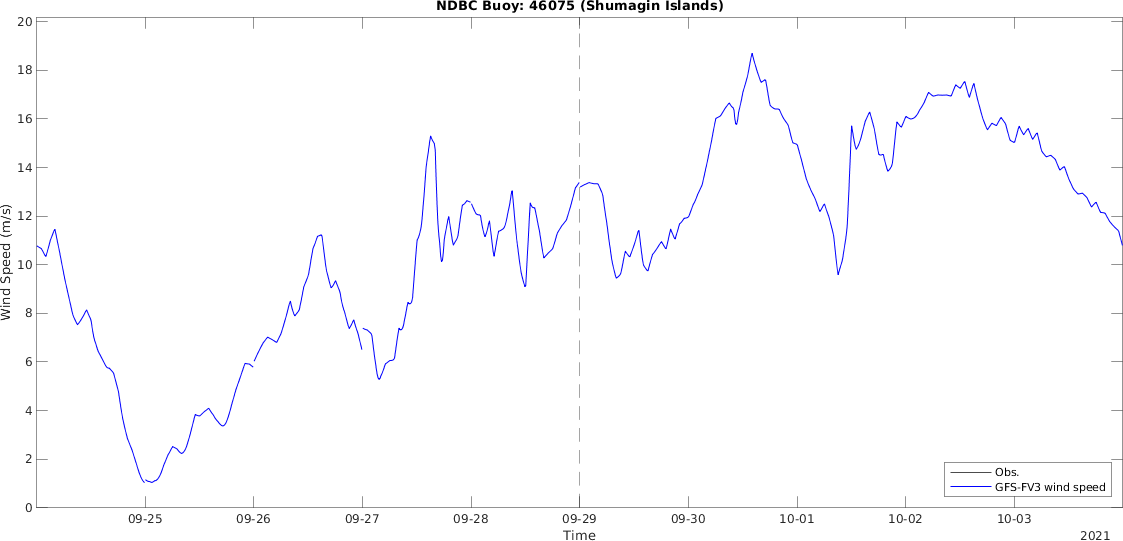 NDBC Buoy: 46075 (Shumagin Islands)
20
18
16
14
12
10
8
6
4
2
0
Wind Speed (m/s)
Obs.
GFS-FV3 wind speed
09-25 09-26 09-27 09-28 09-29 09-30 10-01 10-02 10-03
Time
2021